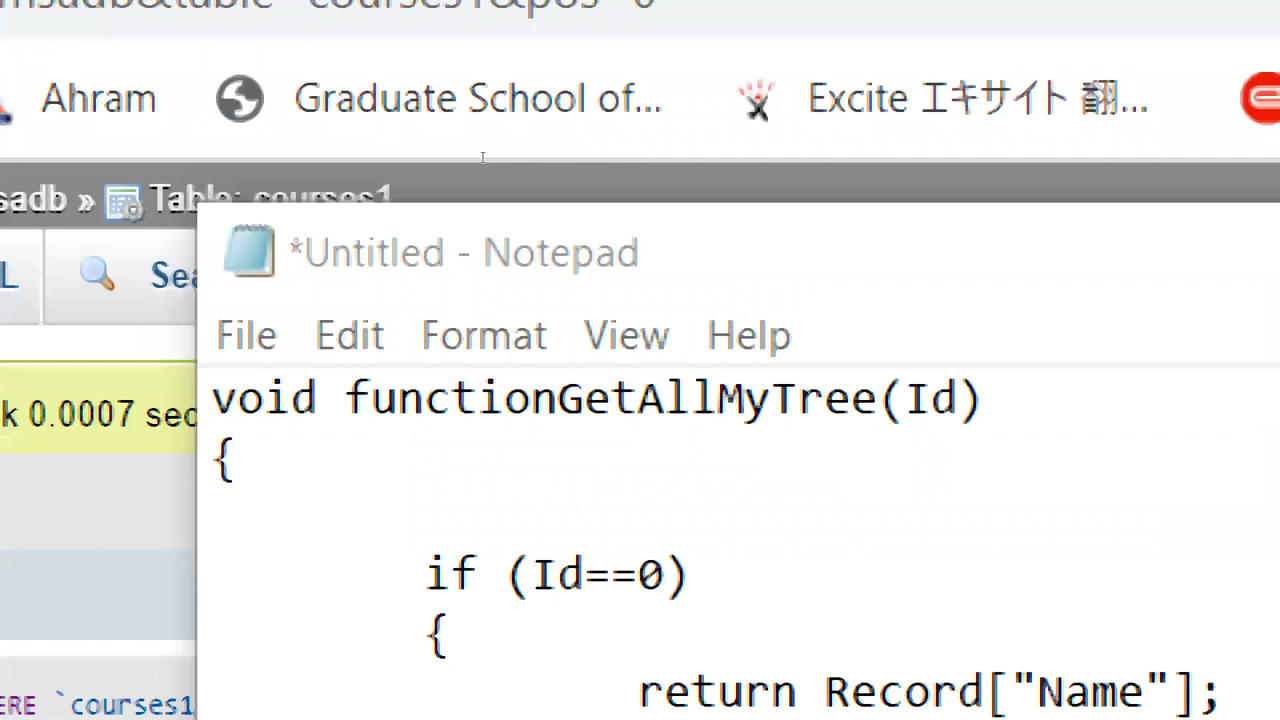 Ahram Graduate School of... Excite エキサイト 翻...
sadb » Table: courses1
*Untitled - Notepad
L Sea
File Edit Format View Help
void functionGetAllMyTree(Id)
k 0.0007 sec
{
if (Id==0)
{
return Record["Name"];
ERE `courses1